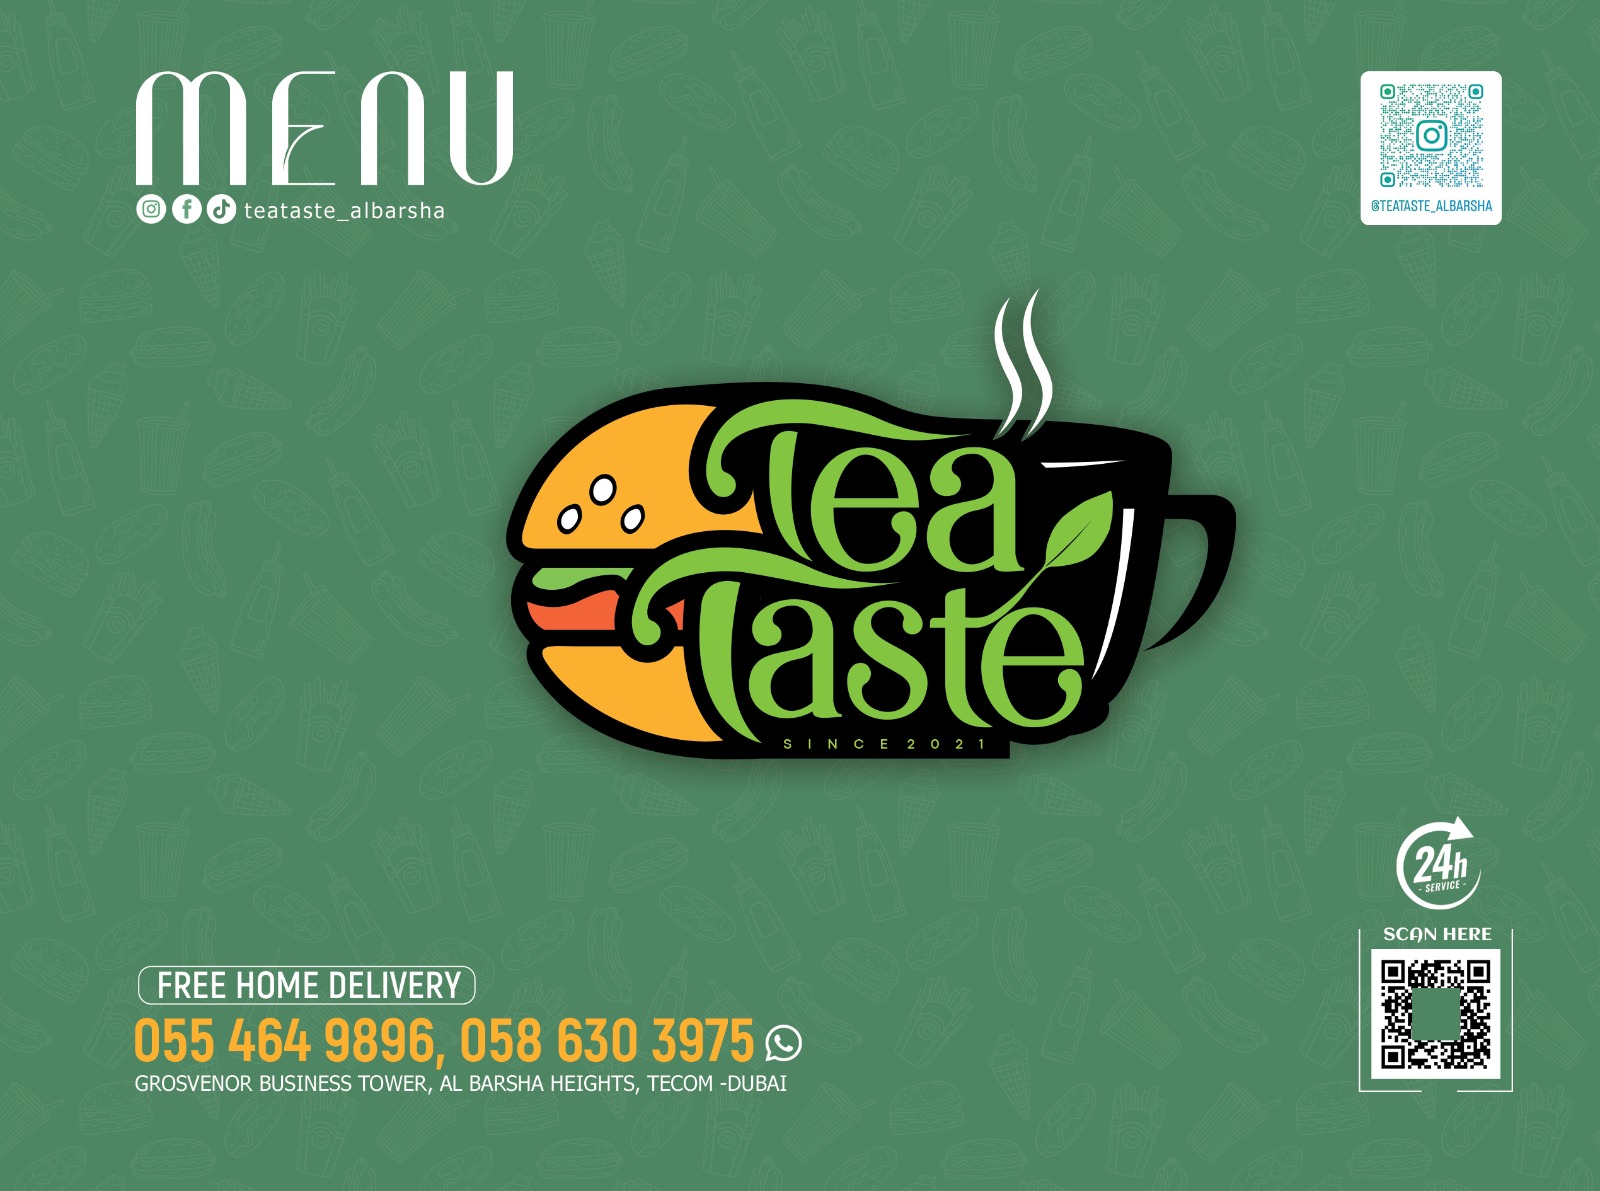 MENU
teataste_albarsha
@TEATASTE_ALBARSHA
Tea
Taste
SINCE 2021
24h
- SERVICE -
SCAN HERE
FREE HOME DELIVERY
055 464 9896, 058 630 3975
GROSVENOR BUSINESS TOWER, AL BARSHA HEIGHTS, TECOM -DUBAI